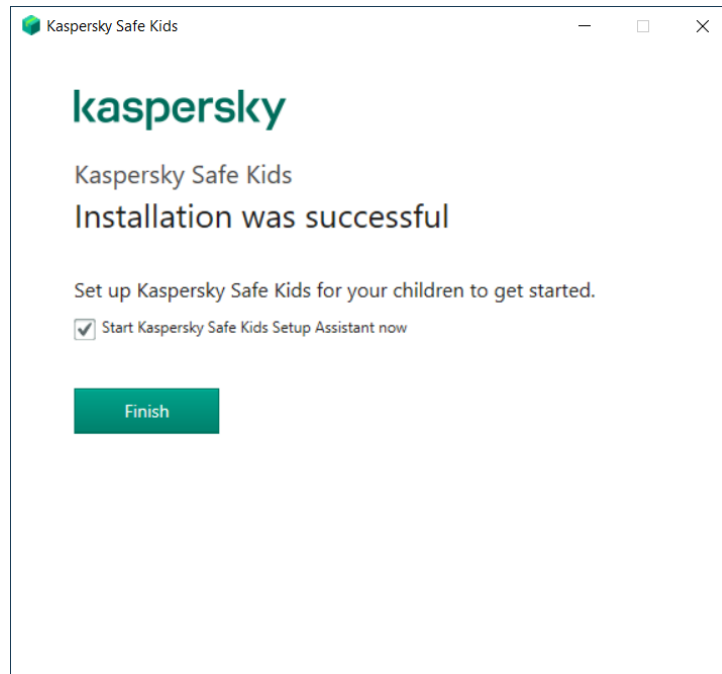 Kaspersky Safe Kids
kaspersky
Kaspersky Safe Kids
Installation was successful
Set up Kaspersky Safe Kids for your children to get started.
Start Kaspersky Safe Kids Setup Assistant now
Finish